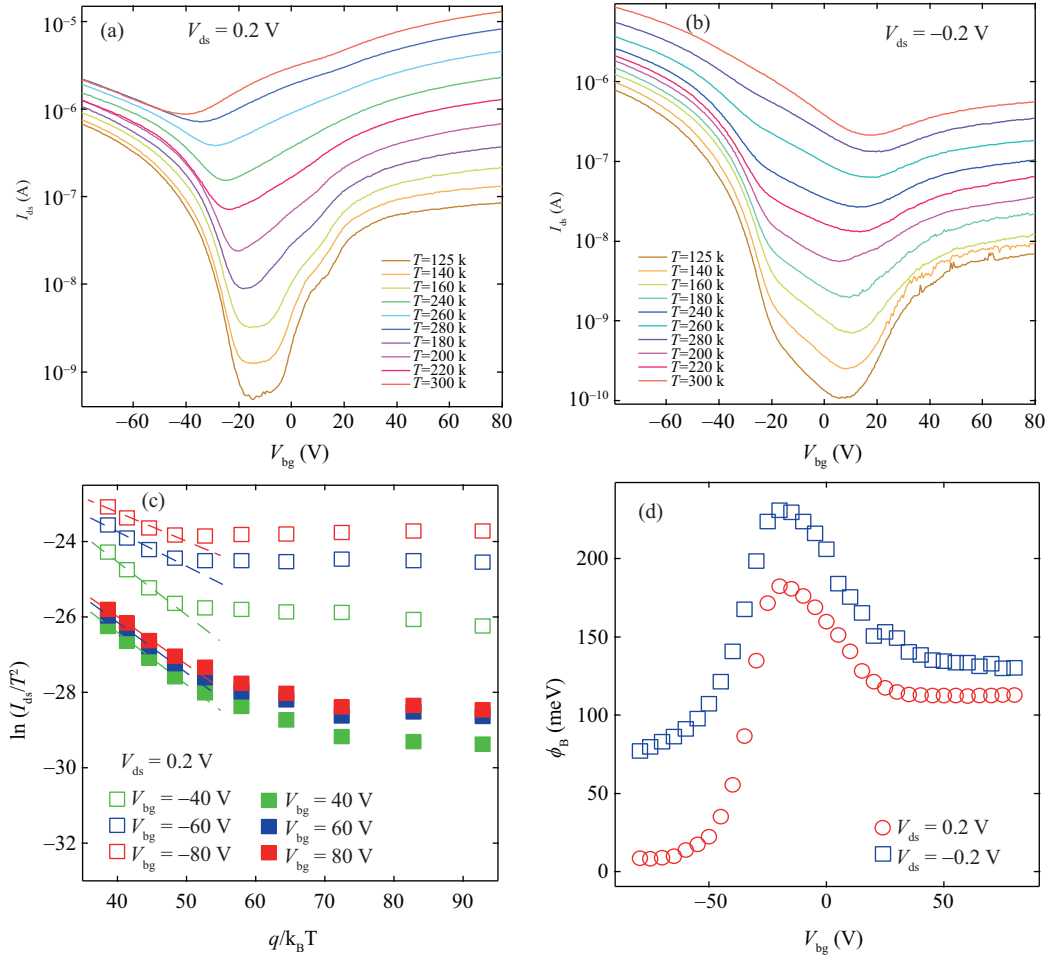 (a)
V_ds = 0.2 V
10⁻⁵
10⁻⁶
10⁻⁷
10⁻⁸
10⁻⁹
I_ds (A)
T=125 k
T=140 k
T=160 k
T=240 k
T=260 k
T=280 k
T=180 k
T=200 k
T=220 k
T=300 k
−60 −40 −20 0 20 40 60 80
V_bg (V)
(b)
V_ds = −0.2 V
10⁻⁶
10⁻⁷
10⁻⁸
10⁻⁹
10⁻¹⁰
I_ds (A)
T=125 k
T=140 k
T=160 k
T=180 k
T=240 k
T=260 k
T=280 k
T=200 k
T=220 k
T=300 k
−60 −40 −20 0 20 40 60 80
V_bg (V)
(c)
−24
−26
−28
−30
−32
ln (I_ds/T²)
V_ds = 0.2 V
V_bg = −40 V
V_bg = 40 V
V_bg = −60 V
V_bg = 60 V
V_bg = −80 V
V_bg = 80 V
40 50 60 70 80 90
q/k_BT
(d)
200
150
100
50
0
ϕ_B (meV)
V_ds = 0.2 V
V_ds = −0.2 V
−50 0 50
V_bg (V)